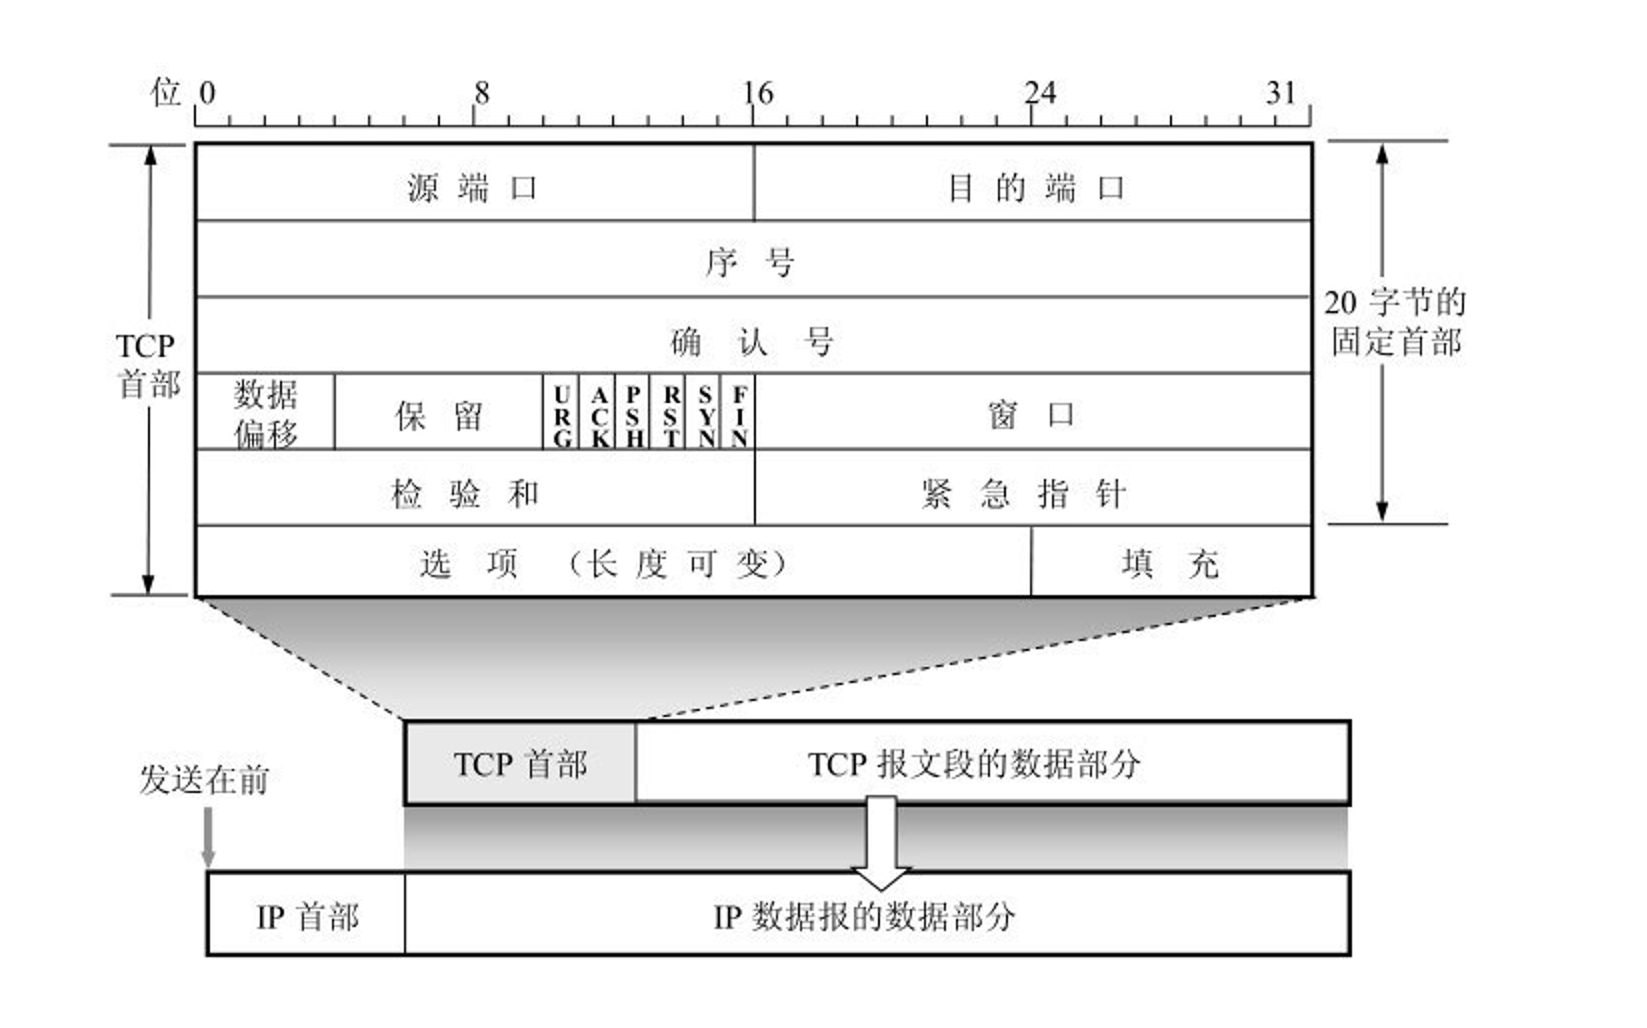 位 0 8 16 24 31
源端口 目的端口
序号
确认号
TCP
首部
20 字节的
固定首部
数据
偏移
保留
URG
ACK
PSH
RST
SYN
FIN
窗口
检验和 紧急指针
选项 （长度可变） 填充
TCP 首部 TCP 报文段的数据部分
发送在前
IP 首部 IP 数据报的数据部分